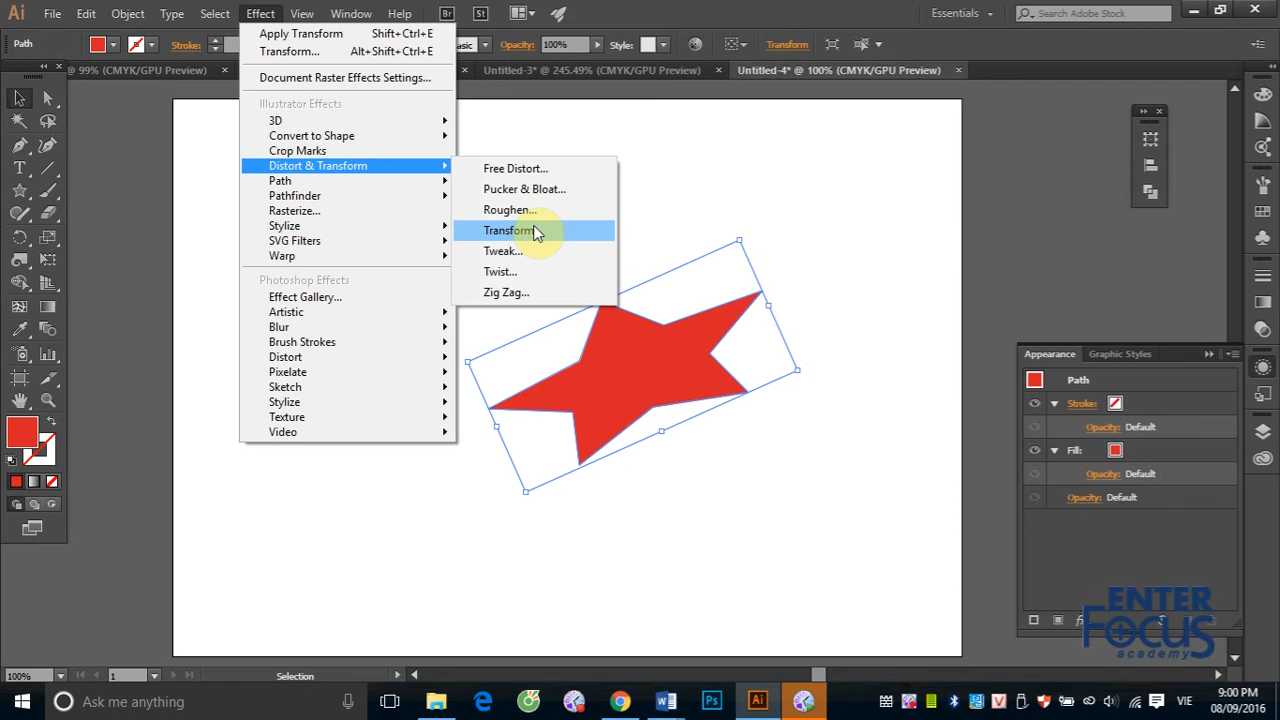 Ai File Edit Object Type Select Effect View Window Help Br St Essentials Search Adobe Stock
Path Stroke: Basic Opacity: 100% Style: Transform
@ 99% (CMYK/GPU Preview) Untitled-3* @ 245.49% (CMYK/GPU Preview) Untitled-4* @ 100% (CMYK/GPU Preview)
Apply Transform Shift+Ctrl+E
Transform... Alt+Shift+Ctrl+E
Document Raster Effects Settings...
Illustrator Effects
3D
Convert to Shape
Crop Marks
Distort & Transform
Path
Pathfinder
Rasterize...
Stylize
SVG Filters
Warp
Photoshop Effects
Effect Gallery...
Artistic
Blur
Brush Strokes
Distort
Pixelate
Sketch
Stylize
Texture
Video
Free Distort...
Pucker & Bloat...
Roughen...
Transform
Tweak...
Twist...
Zig Zag...
Appearance Graphic Styles
Path
Stroke:
Opacity: Default
Fill:
Opacity: Default
Opacity: Default
ENTER
FOCUS
academy
100% 1 Selection
Ask me anything
Ps Ai
VIE
9:00 PM
08/09/2016